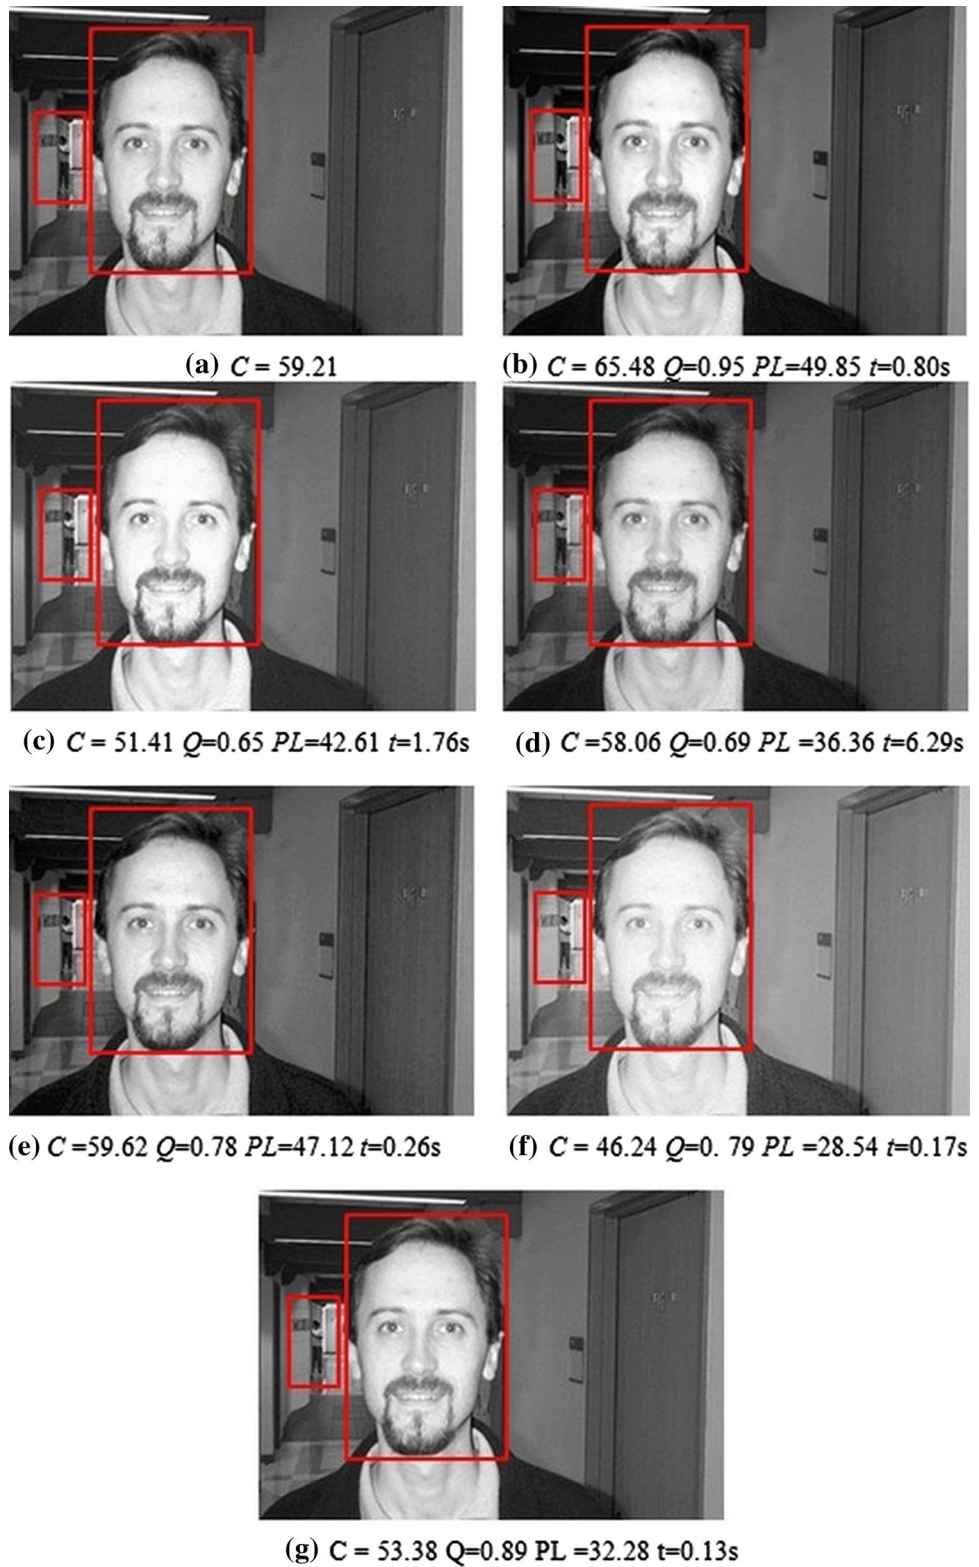 (a) C = 59.21
(b) C = 65.48 Q=0.95 PL=49.85 t=0.80s
(c) C = 51.41 Q=0.65 PL=42.61 t=1.76s
(d) C =58.06 Q=0.69 PL =36.36 t=6.29s
(e) C =59.62 Q=0.78 PL=47.12 t=0.26s
(f) C = 46.24 Q=0. 79 PL =28.54 t=0.17s
(g) C = 53.38 Q=0.89 PL =32.28 t=0.13s